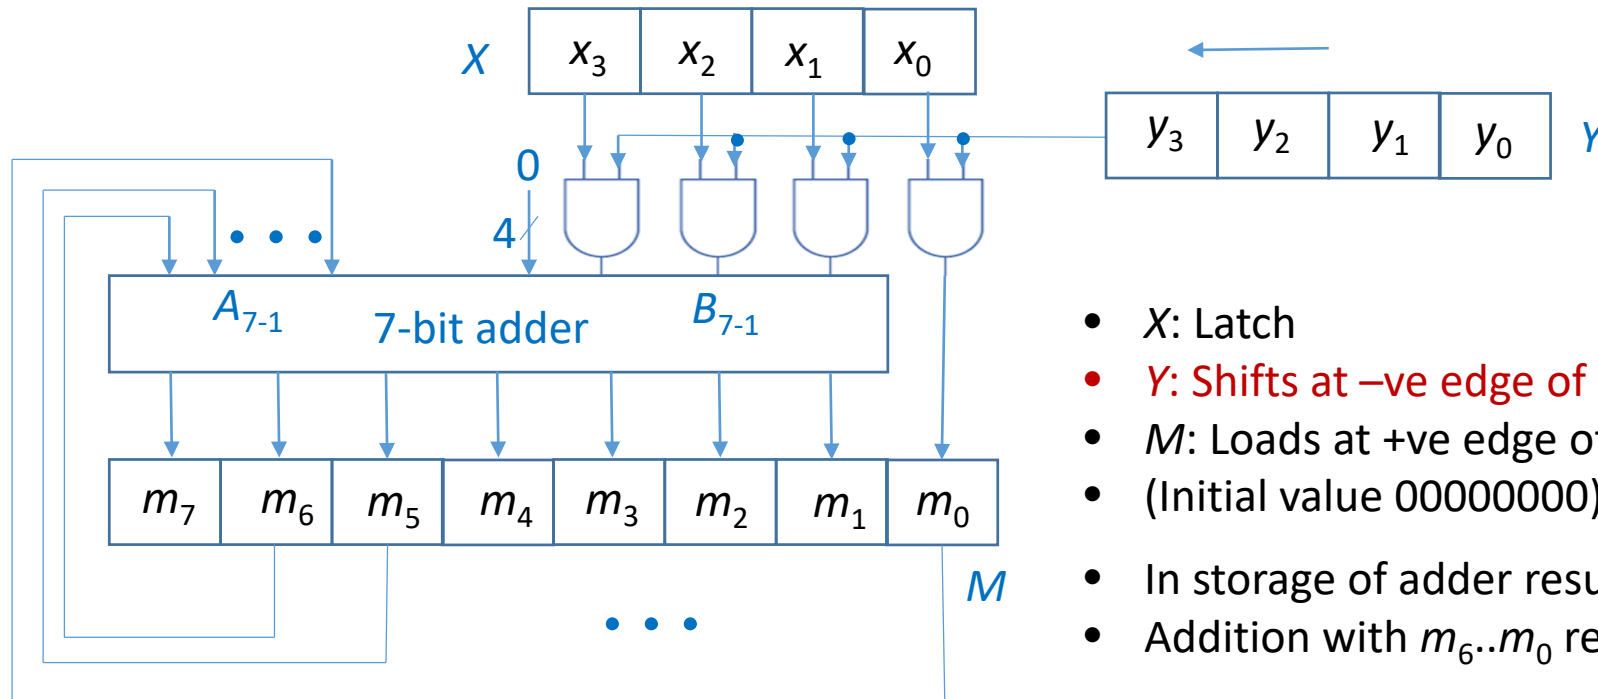 X x₃ x₂ x₁ x₀
y₃ y₂ y₁ y₀ Y
0
4
A₇₋₁ 7-bit adder B₇₋₁
m₇ m₆ m₅ m₄ m₃ m₂ m₁ m₀
M
• X: Latch
• Y: Shifts at –ve edge of
• M: Loads at +ve edge of
• (Initial value 00000000)
• In storage of adder
• Addition with m₆..m₀